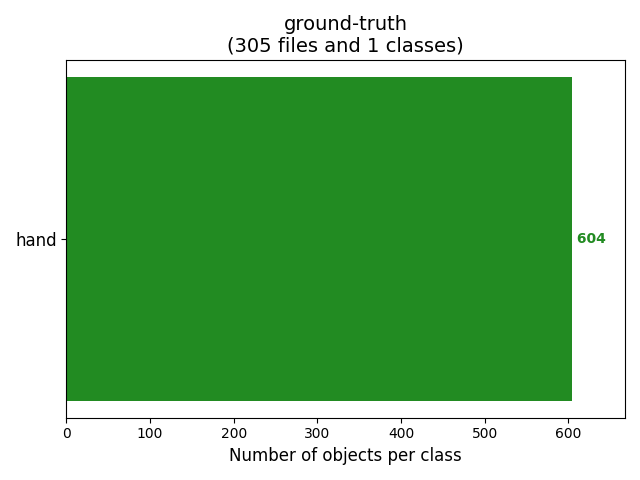 ground-truth
(305 files and 1 classes)
hand
604
0 100 200 300 400 500 600
Number of objects per class